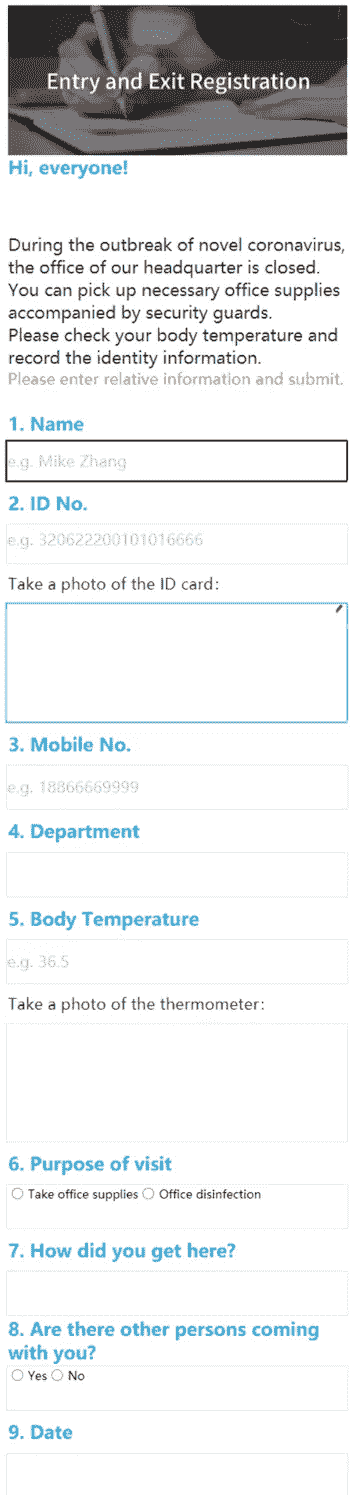 Entry and Exit Registration
Hi, everyone!
During the outbreak of novel coronavirus,
the office of our headquarter is closed.
You can pick up necessary office supplies
accompanied by security guards.
Please check your body temperature and
record the identity information.
Please enter relative information and submit.
1. Name
e.g. Mike Zhang
2. ID No.
e.g. 320622200101016666
Take a photo of the ID card:
3. Mobile No.
e.g. 18866669999
4. Department
5. Body Temperature
e.g. 36.5
Take a photo of the thermometer:
6. Purpose of visit
Take office supplies Office disinfection
7. How did you get here?
8. Are there other persons coming
with you?
Yes No
9. Date